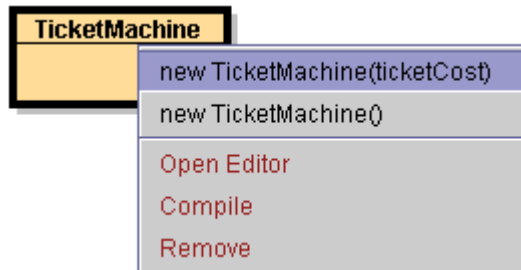 TicketMachine
new TicketMachine(ticketCost)
new TicketMachine()
Open Editor
Compile
Remove